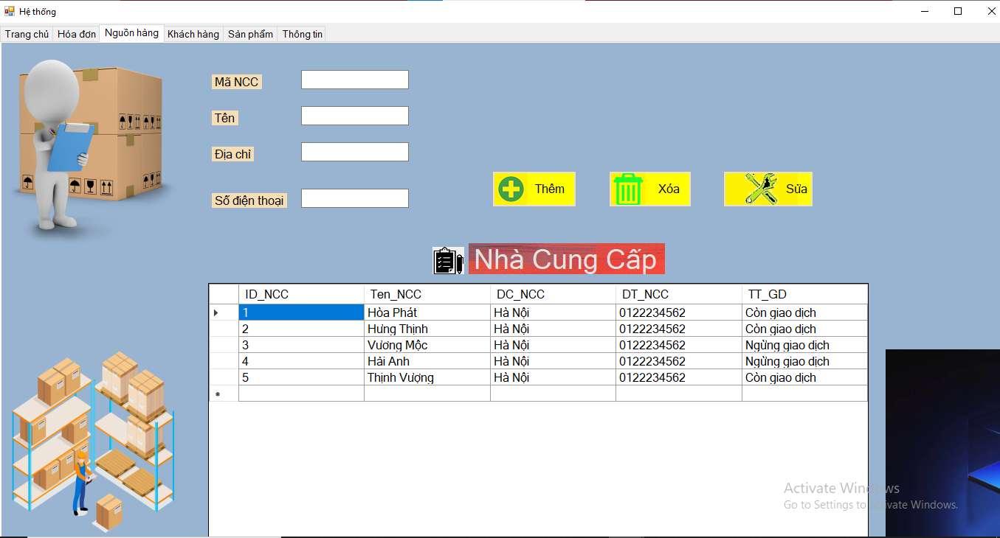 Hệ thống
Trang chủ Hóa đơn Nguồn hàng Khách hàng Sản phẩm Thông tin
Mã NCC
Tên
Địa chỉ
Số điện thoại
Thêm Xóa Sửa
Nhà Cung Cấp
ID_NCC Ten_NCC DC_NCC DT_NCC TT_GD
1 Hòa Phát Hà Nội 0122234562 Còn giao dịch
2 Hưng Thịnh Hà Nội 0122234562 Còn giao dịch
3 Vương Mộc Hà Nội 0122234562 Ngừng giao dịch
4 Hải Anh Hà Nội 0122234562 Ngừng giao dịch
5 Thịnh Vượng Hà Nội 0122234562 Còn giao dịch
Activate Windows
Go to Settings to activate Windows.